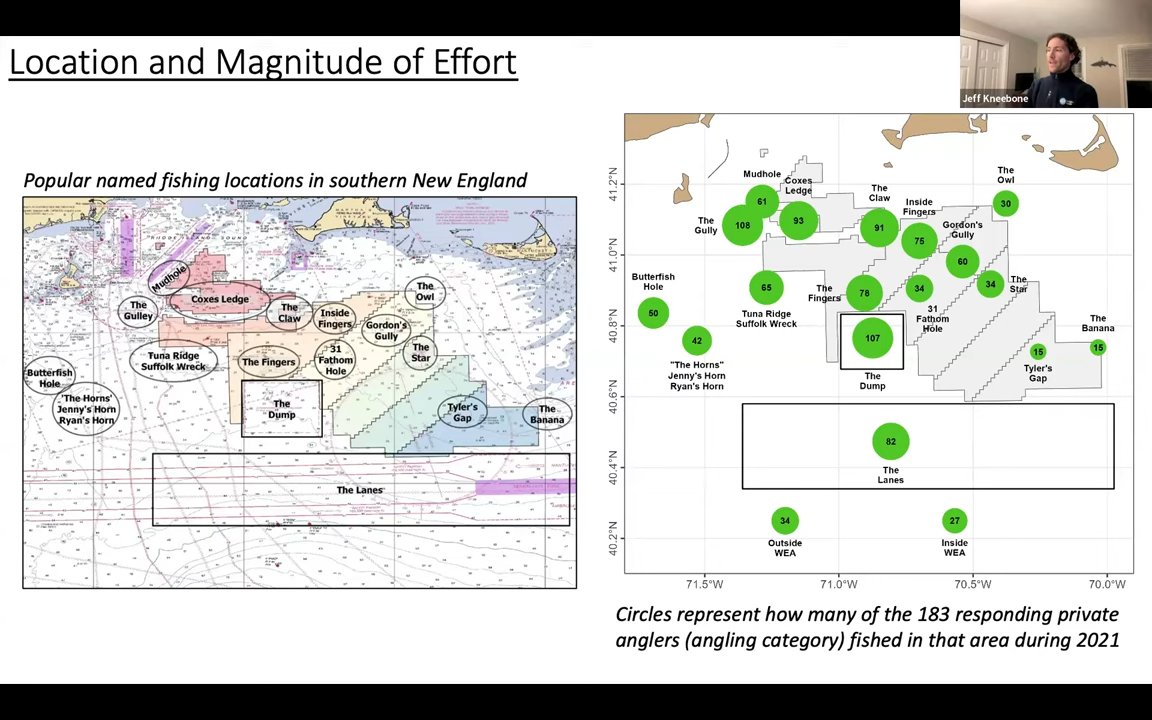 Location and Magnitude of Effort
Jeff Kneebone
Popular named fishing locations in southern New England
Mudhole
Coxes Ledge
The
Gulley
The
Claw
Inside
Fingers
The
Owl
Gordon's
Gully
Tuna Ridge
Suffolk Wreck
The Fingers
31
Fathom
Hole
The
Star
Butterfish
Hole
'The Horns'
Jenny's Horn
Ryan's Horn
The
Dump
Tyler's
Gap
The
Banana
The Lanes
Mudhole
61
Coxes
Ledge
93
The
Gully
108
The
Claw
91
Inside
Fingers
75
The
Owl
30
Gordon's
Gully
60
Butterfish
Hole
50
65
Tuna Ridge
Suffolk Wreck
The
Fingers
78
34
31
Fathom
Hole
34
The
Star
42
"The Horns"
Jenny's Horn
Ryan's Horn
107
The
Dump
15
Tyler's
Gap
The
Banana
15
82
The
Lanes
34
Outside
WEA
27
Inside
WEA
41.2°N
41.0°N
40.8°N
40.6°N
40.4°N
40.2°N
71.5°W
71.0°W
70.5°W
70.0°W
Circles represent how many of the 183 responding private
anglers (angling category) fished in that area during 2021